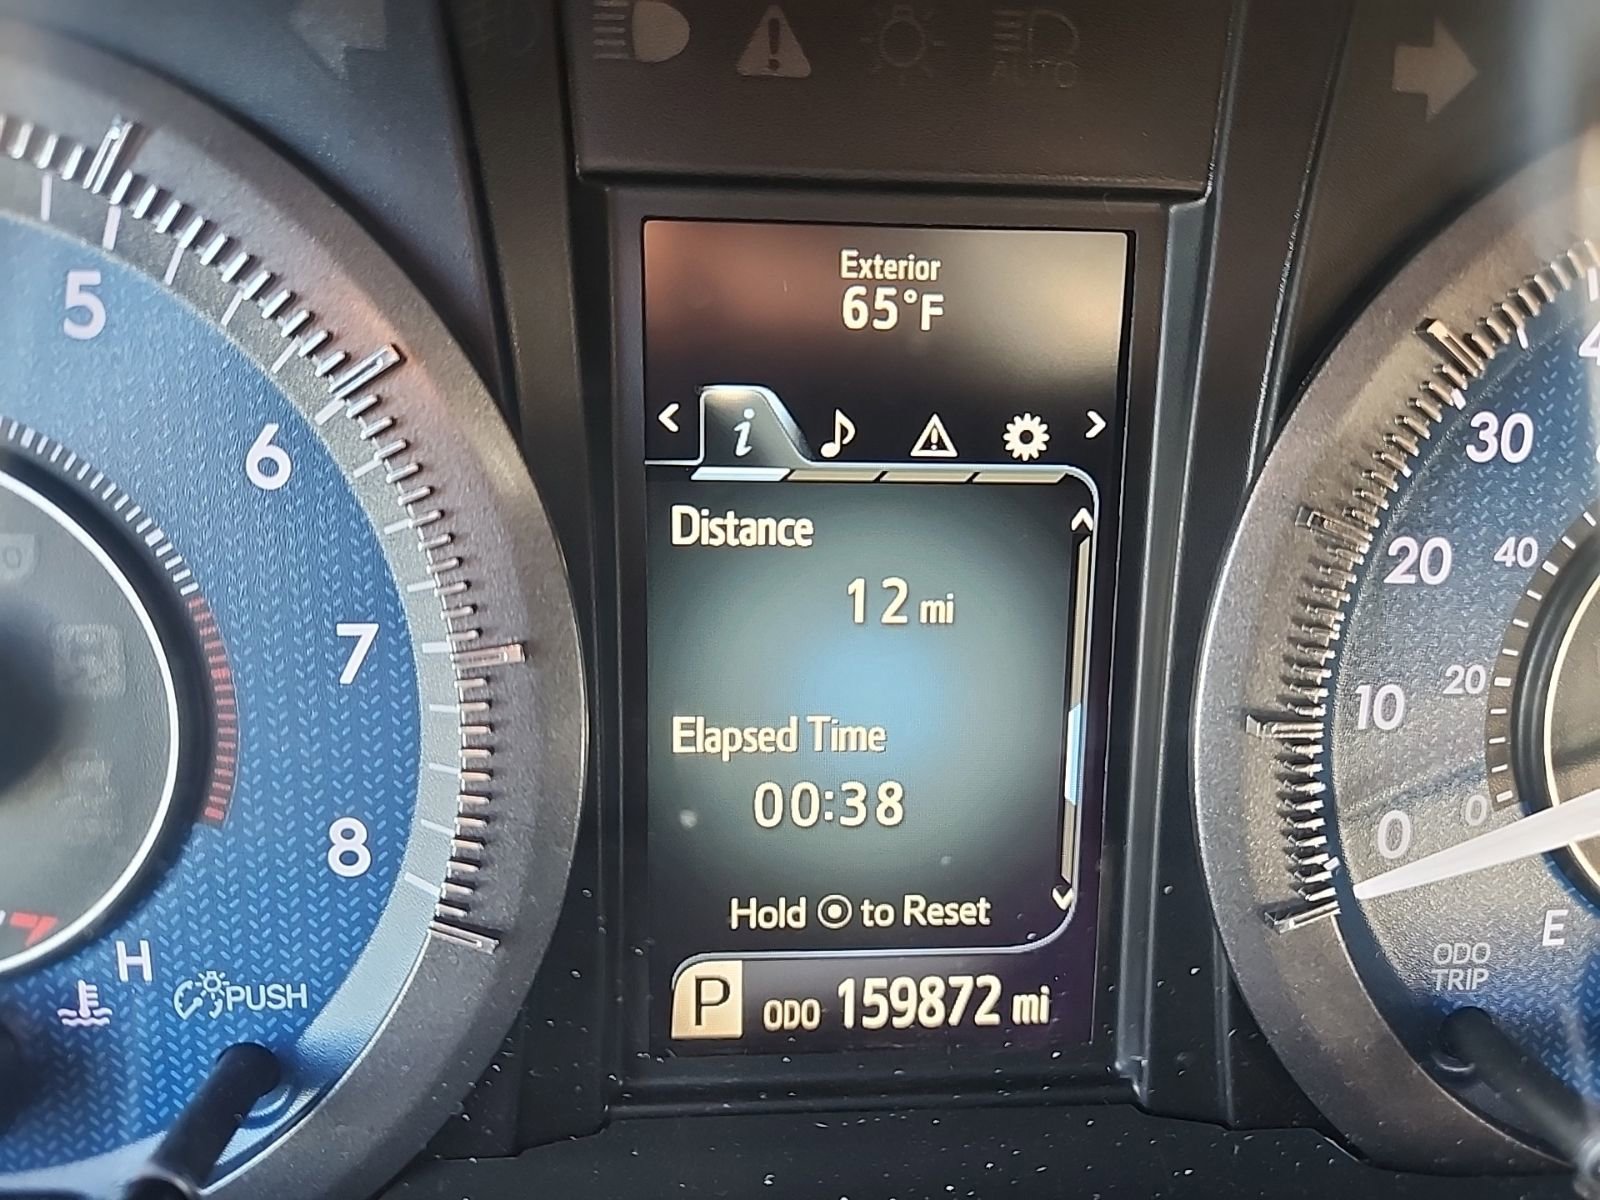 AUTO
Exterior
65°F
i
Distance
12 mi
Elapsed Time
00:38
Hold to Reset
P ODO 159872 mi
5
6
7
8
H
PUSH
30
20
10
0
40
20
0
E
ODO
TRIP